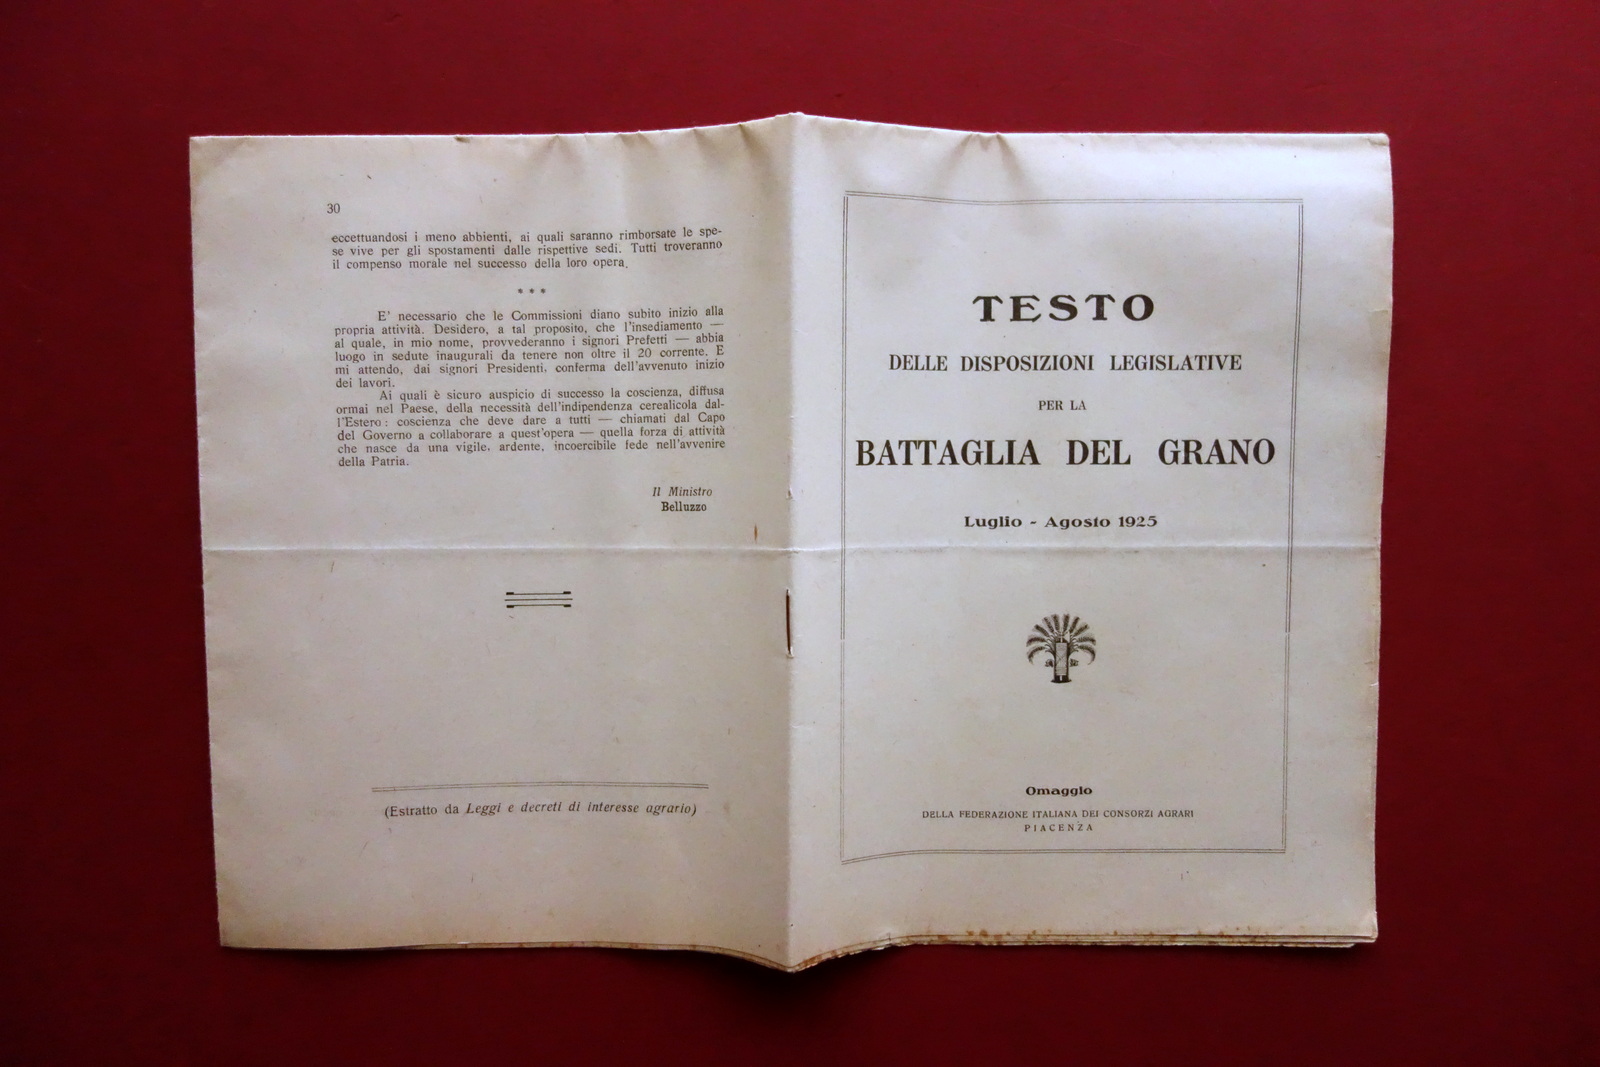 30
eccettuandosi i meno abbienti, ai quali saranno rimborsate le spe-
se vive per gli spostamenti dalle rispettive sedi. Tutti troveranno
il compenso morale nel successo della loro opera.
* * *
E' necessario che le Commissioni diano subito inizio alla
propria attività. Desidero, a tal proposito, che l'insediamento —
al quale, in mio nome, provvederanno i signori Prefetti — abbia
luogo in sedute inaugurali da tenere non oltre il 20 corrente. E
mi attendo, dai signori Presidenti, conferma dell'avvenuto inizio
dei lavori.
Ai quali è sicuro auspicio di successo la coscienza, diffusa
ormai nel Paese, della necessità dell'indipendenza cerealicola dal-
l'Estero: coscienza che deve dare a tutti — chiamati dal Capo
del Governo a collaborare a quest'opera — quella forza di attività
che nasce da una vigile, ardente, incoercibile fede nell'avvenire
della Patria.
Il Ministro
Belluzzo
(Estratto da Leggi e decreti di interesse agrario)
TESTO
DELLE DISPOSIZIONI LEGISLATIVE
PER LA
BATTAGLIA DEL GRANO
Luglio - Agosto 1925
Omaggio
DELLA FEDERAZIONE ITALIANA DEI CONSORZI AGRARI
PIACENZA